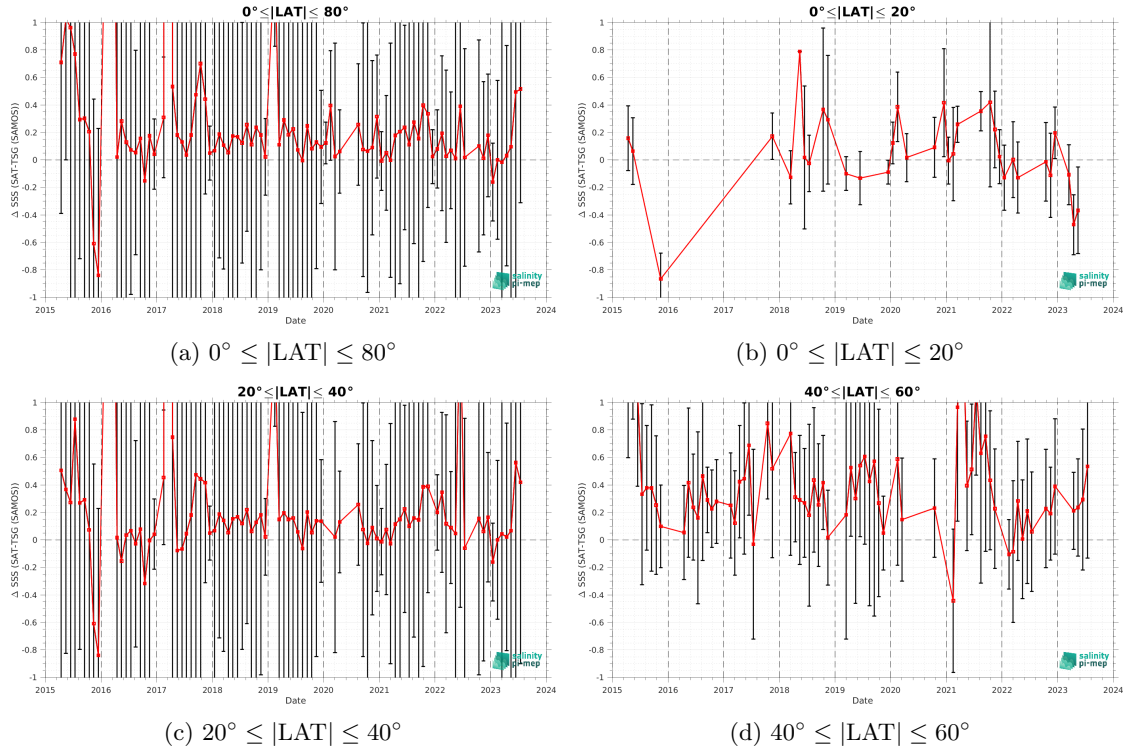 0°≤|LAT|≤ 80°
Δ SSS (SAT-TSG (SAMOS))
1
0.8
0.6
0.4
0.2
0
-0.2
-0.4
-0.6
-0.8
-1
2015 2016 2017 2018 2019 2020 2021 2022 2023 2024
Date
salinity
pi-mep
(a) 0° ≤ |LAT| ≤ 80°
0°≤|LAT|≤ 20°
Δ SSS (SAT-TSG (SAMOS))
1
0.8
0.6
0.4
0.2
0
-0.2
-0.4
-0.6
-0.8
-1
2015 2016 2017 2018 2019 2020 2021 2022 2023 2024
Date
salinity
pi-mep
(b) 0° ≤ |LAT| ≤ 20°
20°≤|LAT|≤ 40°
Δ SSS (SAT-TSG (SAMOS))
1
0.8
0.6
0.4
0.2
0
-0.2
-0.4
-0.6
-0.8
-1
2015 2016 2017 2018 2019 2020 2021 2022 2023 2024
Date
salinity
pi-mep
(c) 20° ≤ |LAT| ≤ 40°
40°≤|LAT|≤ 60°
Δ SSS (SAT-TSG (SAMOS))
1
0.8
0.6
0.4
0.2
0
-0.2
-0.4
-0.6
-0.8
-1
2015 2016 2017 2018 2019 2020 2021 2022 2023 2024
Date
salinity
pi-mep
(d) 40° ≤ |LAT| ≤ 60°